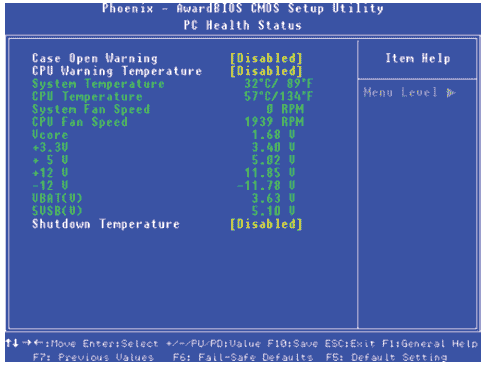 Phoenix - AwardBIOS CMOS Setup Utility
PC Health Status
Case Open Warning [Disabled]
CPU Warning Temperature [Disabled]
System Temperature 32°C/ 89°F
CPU Temperature 57°C/134°F
System Fan Speed 0 RPM
CPU Fan Speed 1939 RPM
Vcore 1.68 V
+3.3V 3.40 V
+ 5 V 5.02 V
+12 V 11.85 V
-12 V -11.78 V
VBAT(V) 3.63 V
5VSB(V) 5.10 V
Shutdown Temperature [Disabled]
Item Help
Menu Level ▶
↑↓→←:Move Enter:Select +/-/PU/PD:Value F10:Save ESC:Exit F1:General Help
F7: Previous Values F6: Fail-Safe Defaults F5: Default Setting